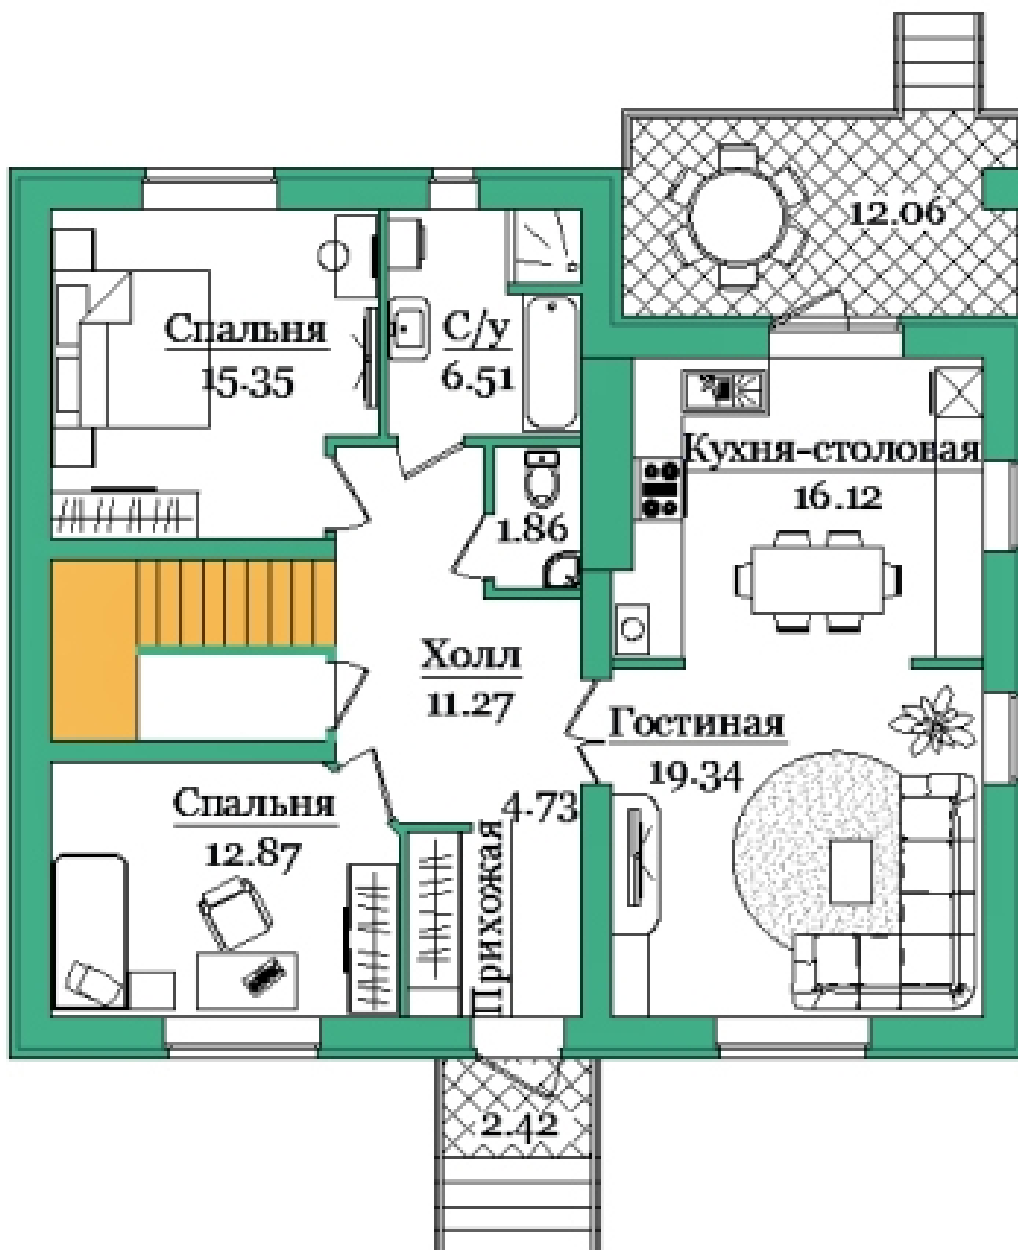 12.06
Спальня
15.35
С/у
6.51
Кухня-столовая
16.12
1.86
Холл
11.27
Гостиная
19.34
Спальня
12.87
4.73
Прихожая
2.42